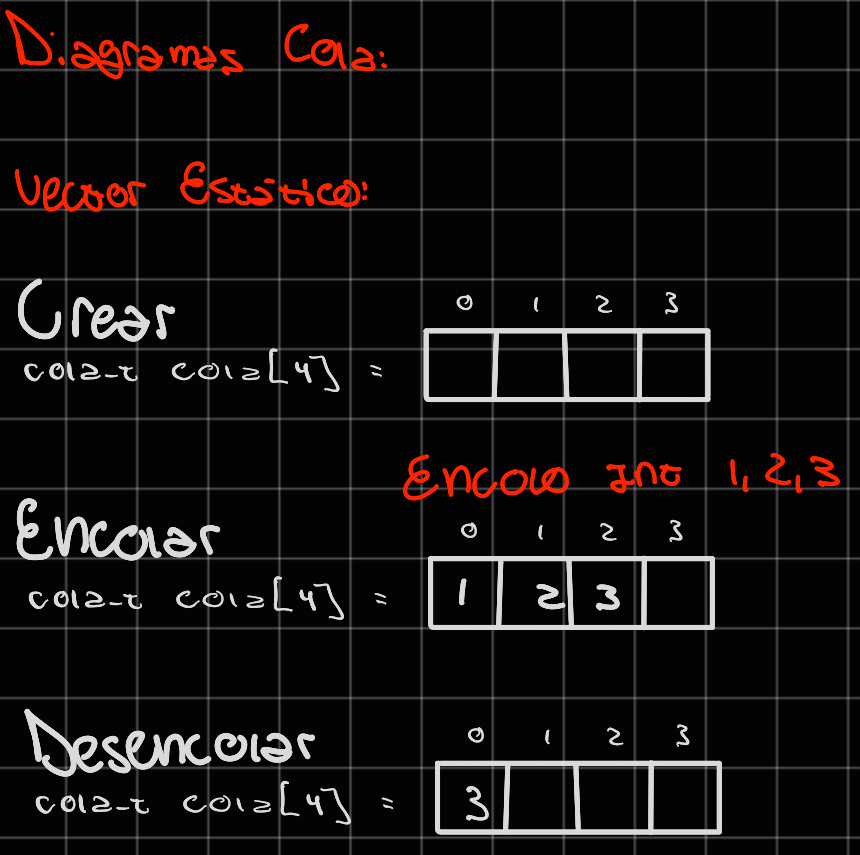 Diagramas Cola:
Vector Estático:
Crear
0 1 2 3
cola_t cola[4] =
Encolo Int 1, 2, 3
Encolar
0 1 2 3
cola_t cola[4] = 1 2 3
Desencolar
0 1 2 3
cola_t cola[4] = 3